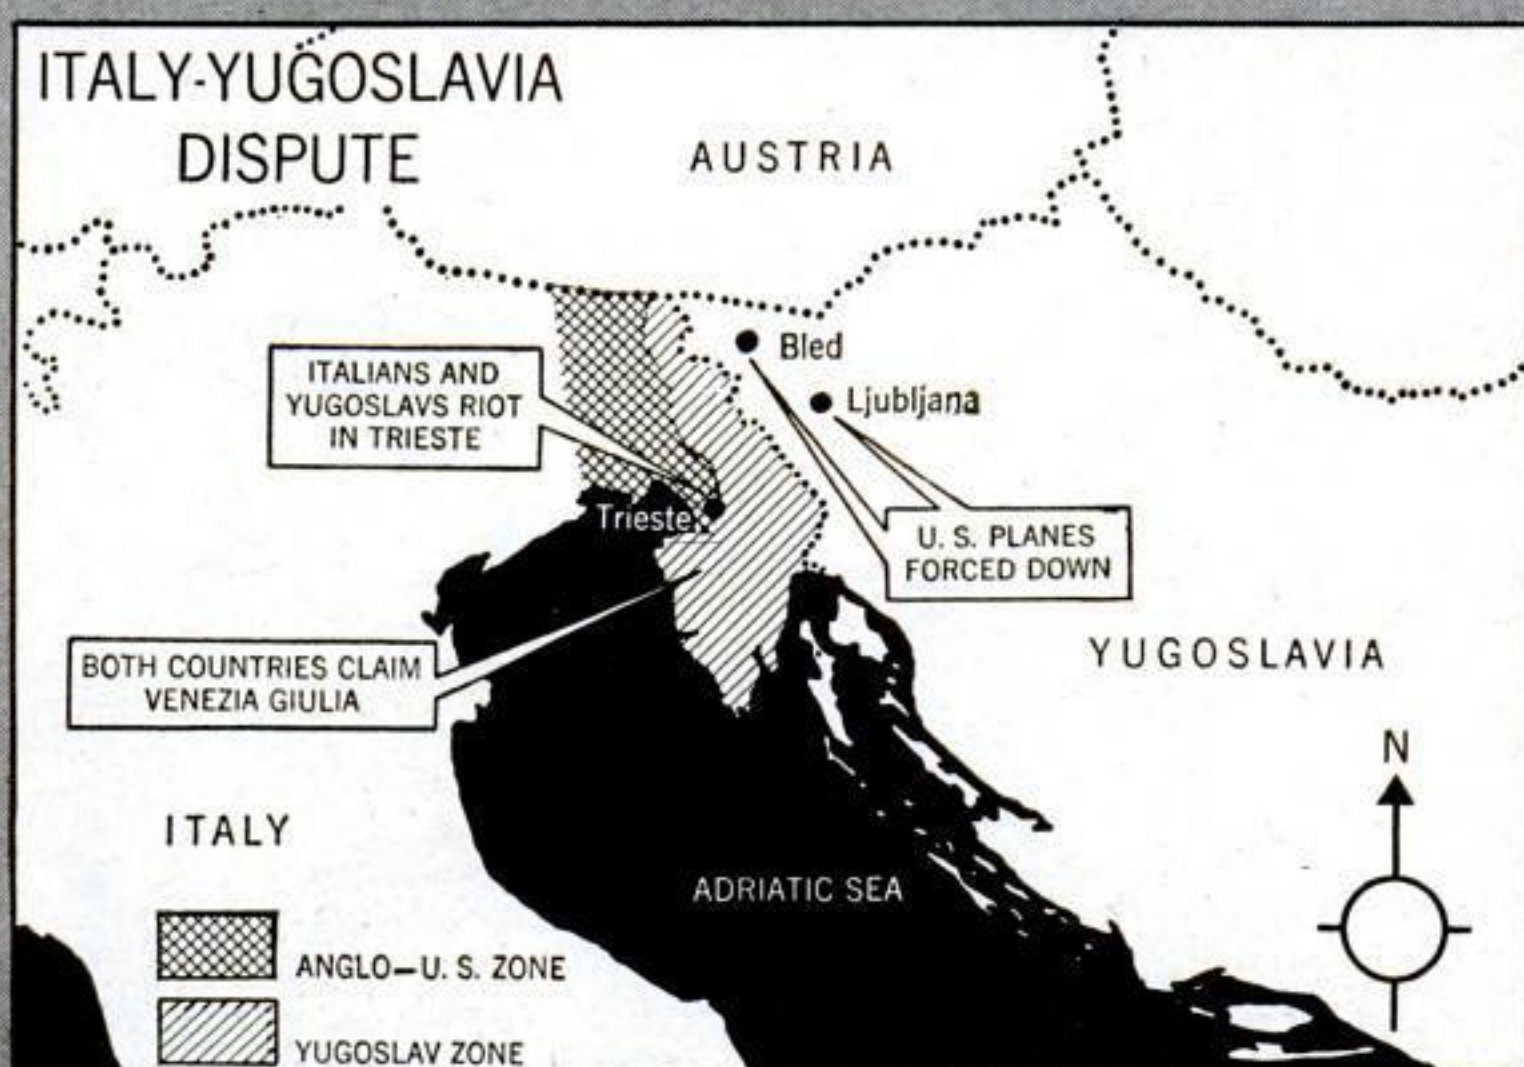 ITALY-YUGOSLAVIA
DISPUTE
AUSTRIA
Bled
Ljubljana
ITALIANS AND
YUGOSLAVS RIOT
IN TRIESTE
Trieste
U. S. PLANES
FORCED DOWN
BOTH COUNTRIES CLAIM
VENEZIA GIULIA
YUGOSLAVIA
N
ITALY
ADRIATIC SEA
ANGLO—U. S. ZONE
YUGOSLAV ZONE